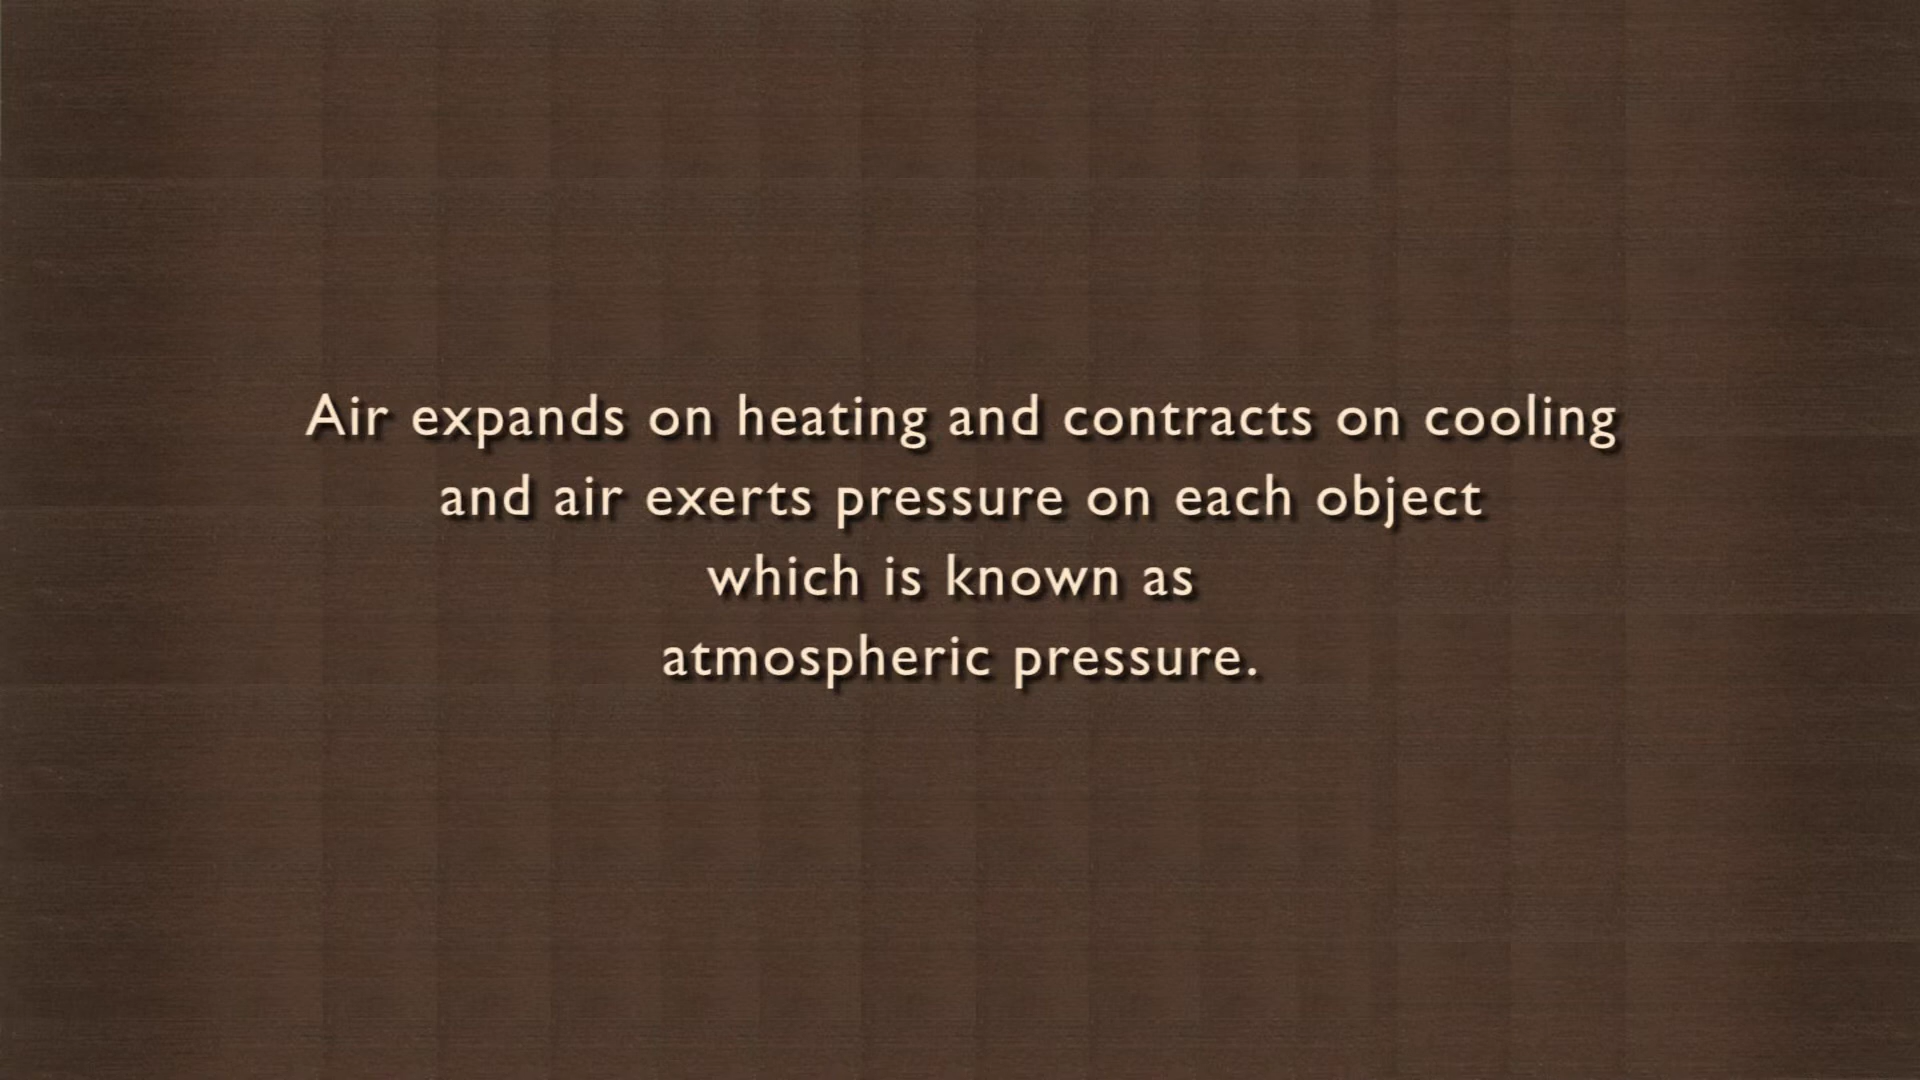 Air expands on heating and contracts on cooling
and air exerts pressure on each object
which is known as
atmospheric pressure.